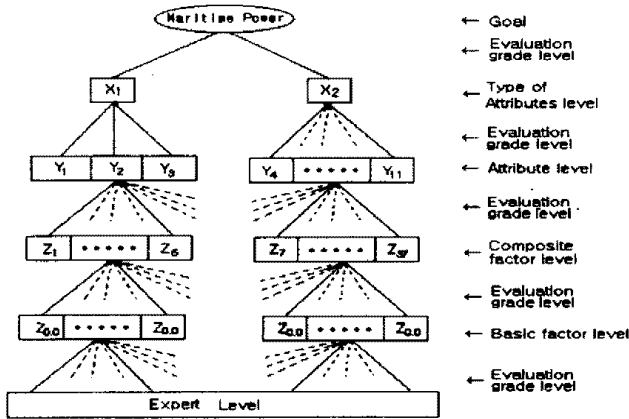 Maritime Power
← Goal
← Evaluation
grade level
X1
X2
← Type of
Attributes level
← Evaluation
grade level
Y1 Y2 Y3
Y4 ••••• Y11
← Attribute level
← Evaluation
grade level
Z1 ••••• Z6
Z7 •••••
← Composite
factor level
← Evaluation
grade level
Z0.0 ••••• Z0.0
Z0.0 ••••• Z0.0
← Basic factor level
← Evaluation
grade level
Expert Level